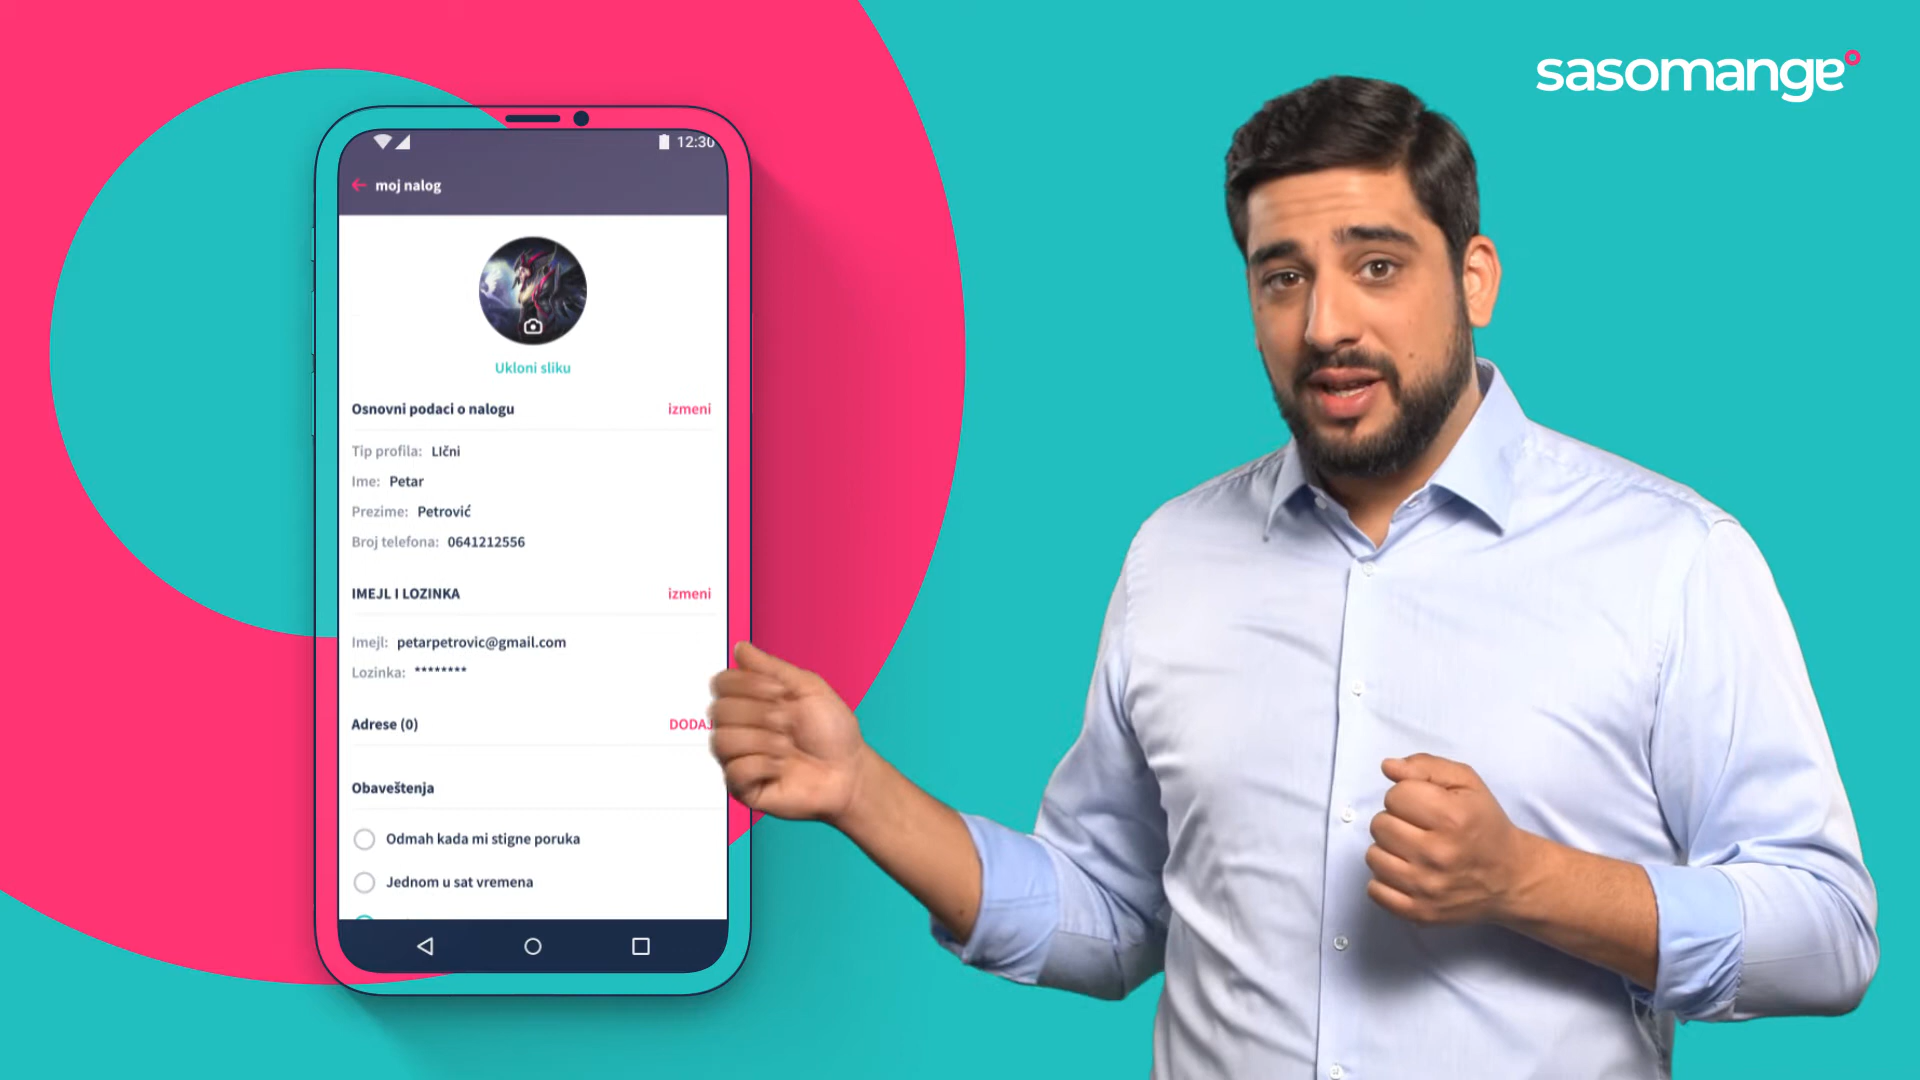 sasomange
12:30
moj nalog
Ukloni sliku
Osnovni podaci o nalogu izmeni
Tip profila: LIčni
Ime: Petar
Prezime: Petrović
Broj telefona: 0641212556
IMEJL I LOZINKA izmeni
Imejl: petarpetrovic@gmail.com
Lozinka: ********
Adrese (0) DODAJ
Obaveštenja
Odmah kada mi stigne poruka
Jednom u sat vremena